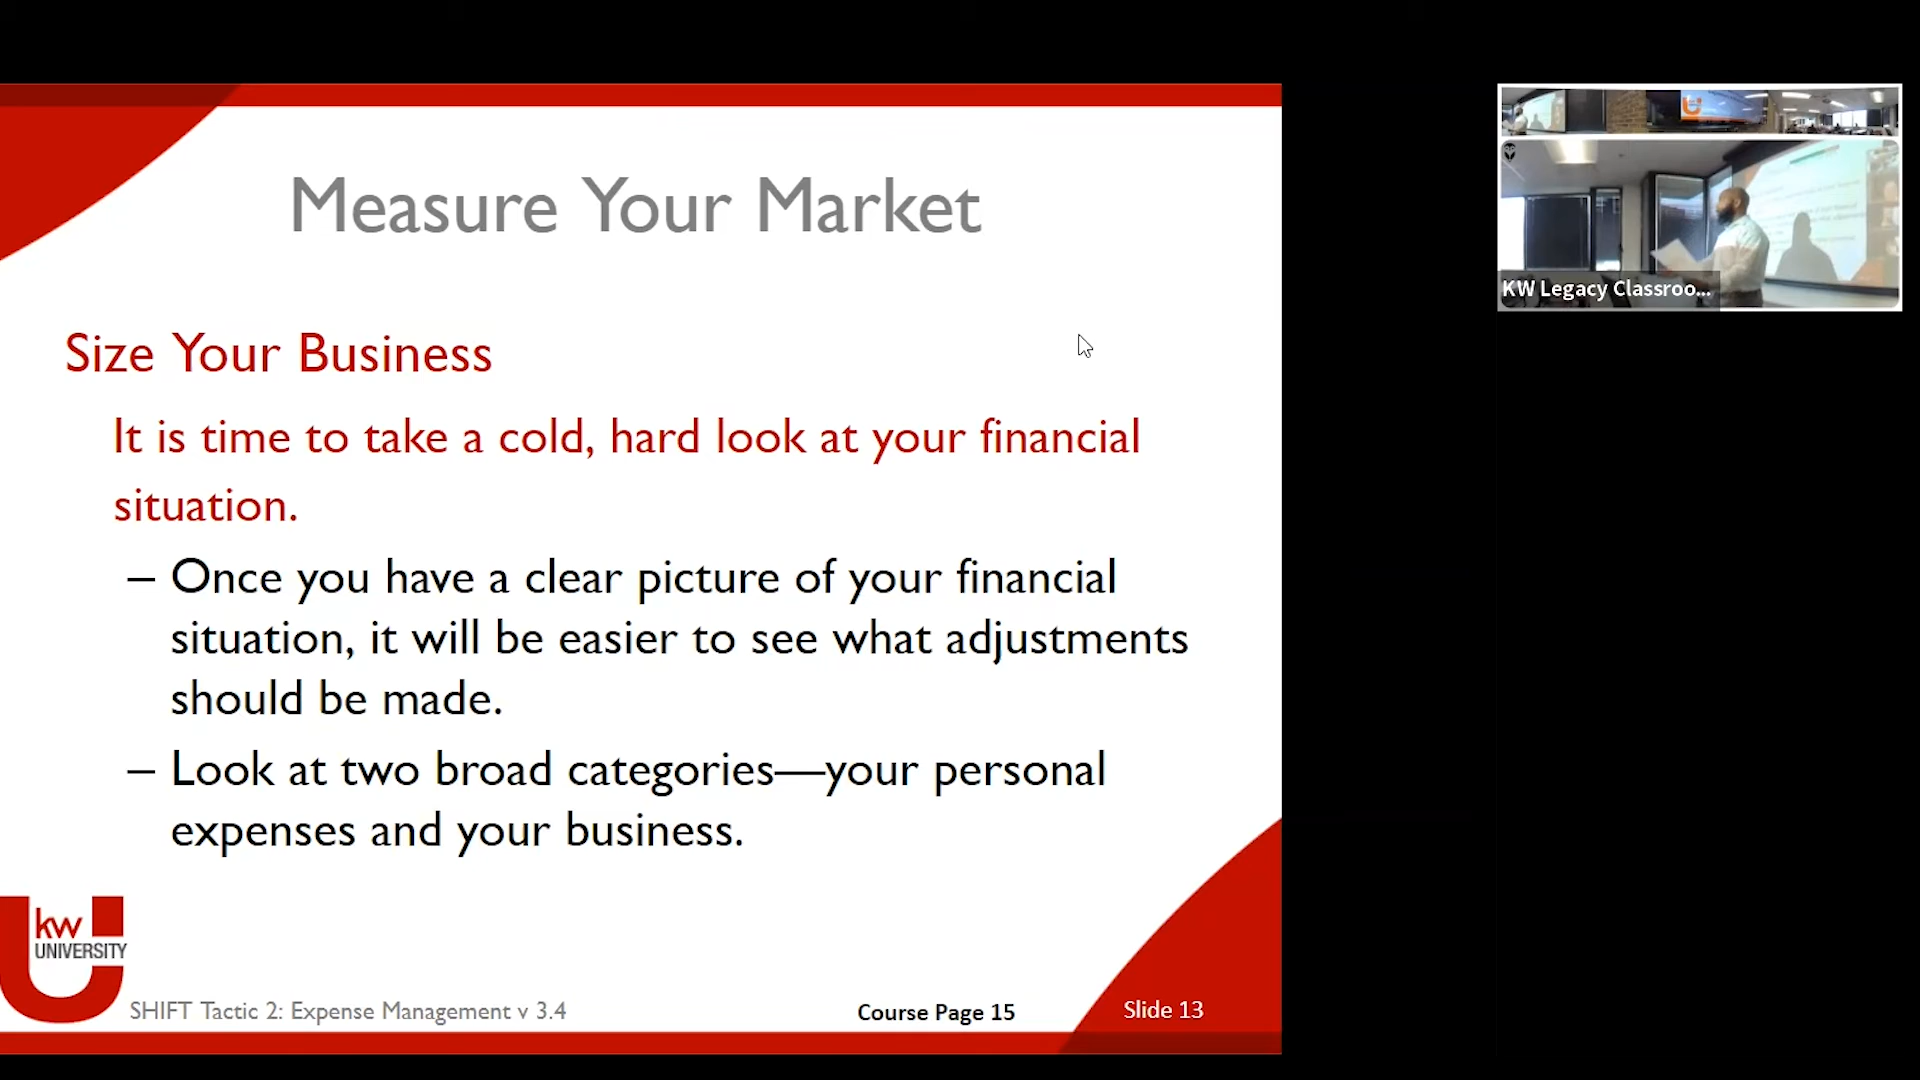 Measure Your Market
Size Your Business
It is time to take a cold, hard look at your financial
situation.
– Once you have a clear picture of your financial
situation, it will be easier to see what adjustments
should be made.
– Look at two broad categories—your personal
expenses and your business.
kw
UNIVERSITY
SHIFT Tactic 2: Expense Management v 3.4
Course Page 15
Slide 13
KW Legacy Classroo...